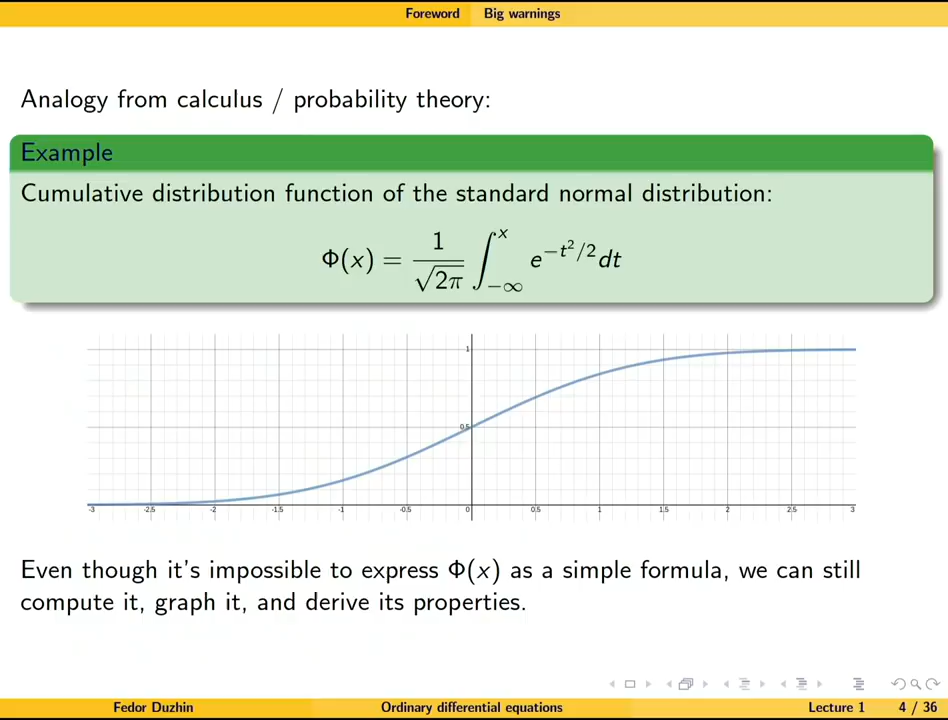 Foreword Big warnings
Analogy from calculus / probability theory:
Example
Cumulative distribution function of the standard normal distribution:
Φ(x) = 1/√2π ∫_{−∞}^{x} e^{−t²/2} dt
1
0.5
-3 -2.5 -2 -1.5 -1 -0.5 0 0.5 1 1.5 2 2.5 3
Even though it's impossible to express Φ(x) as a simple formula, we can still
compute it, graph it, and derive its properties.
Fedor Duzhin Ordinary differential equations Lecture 1 4 / 36